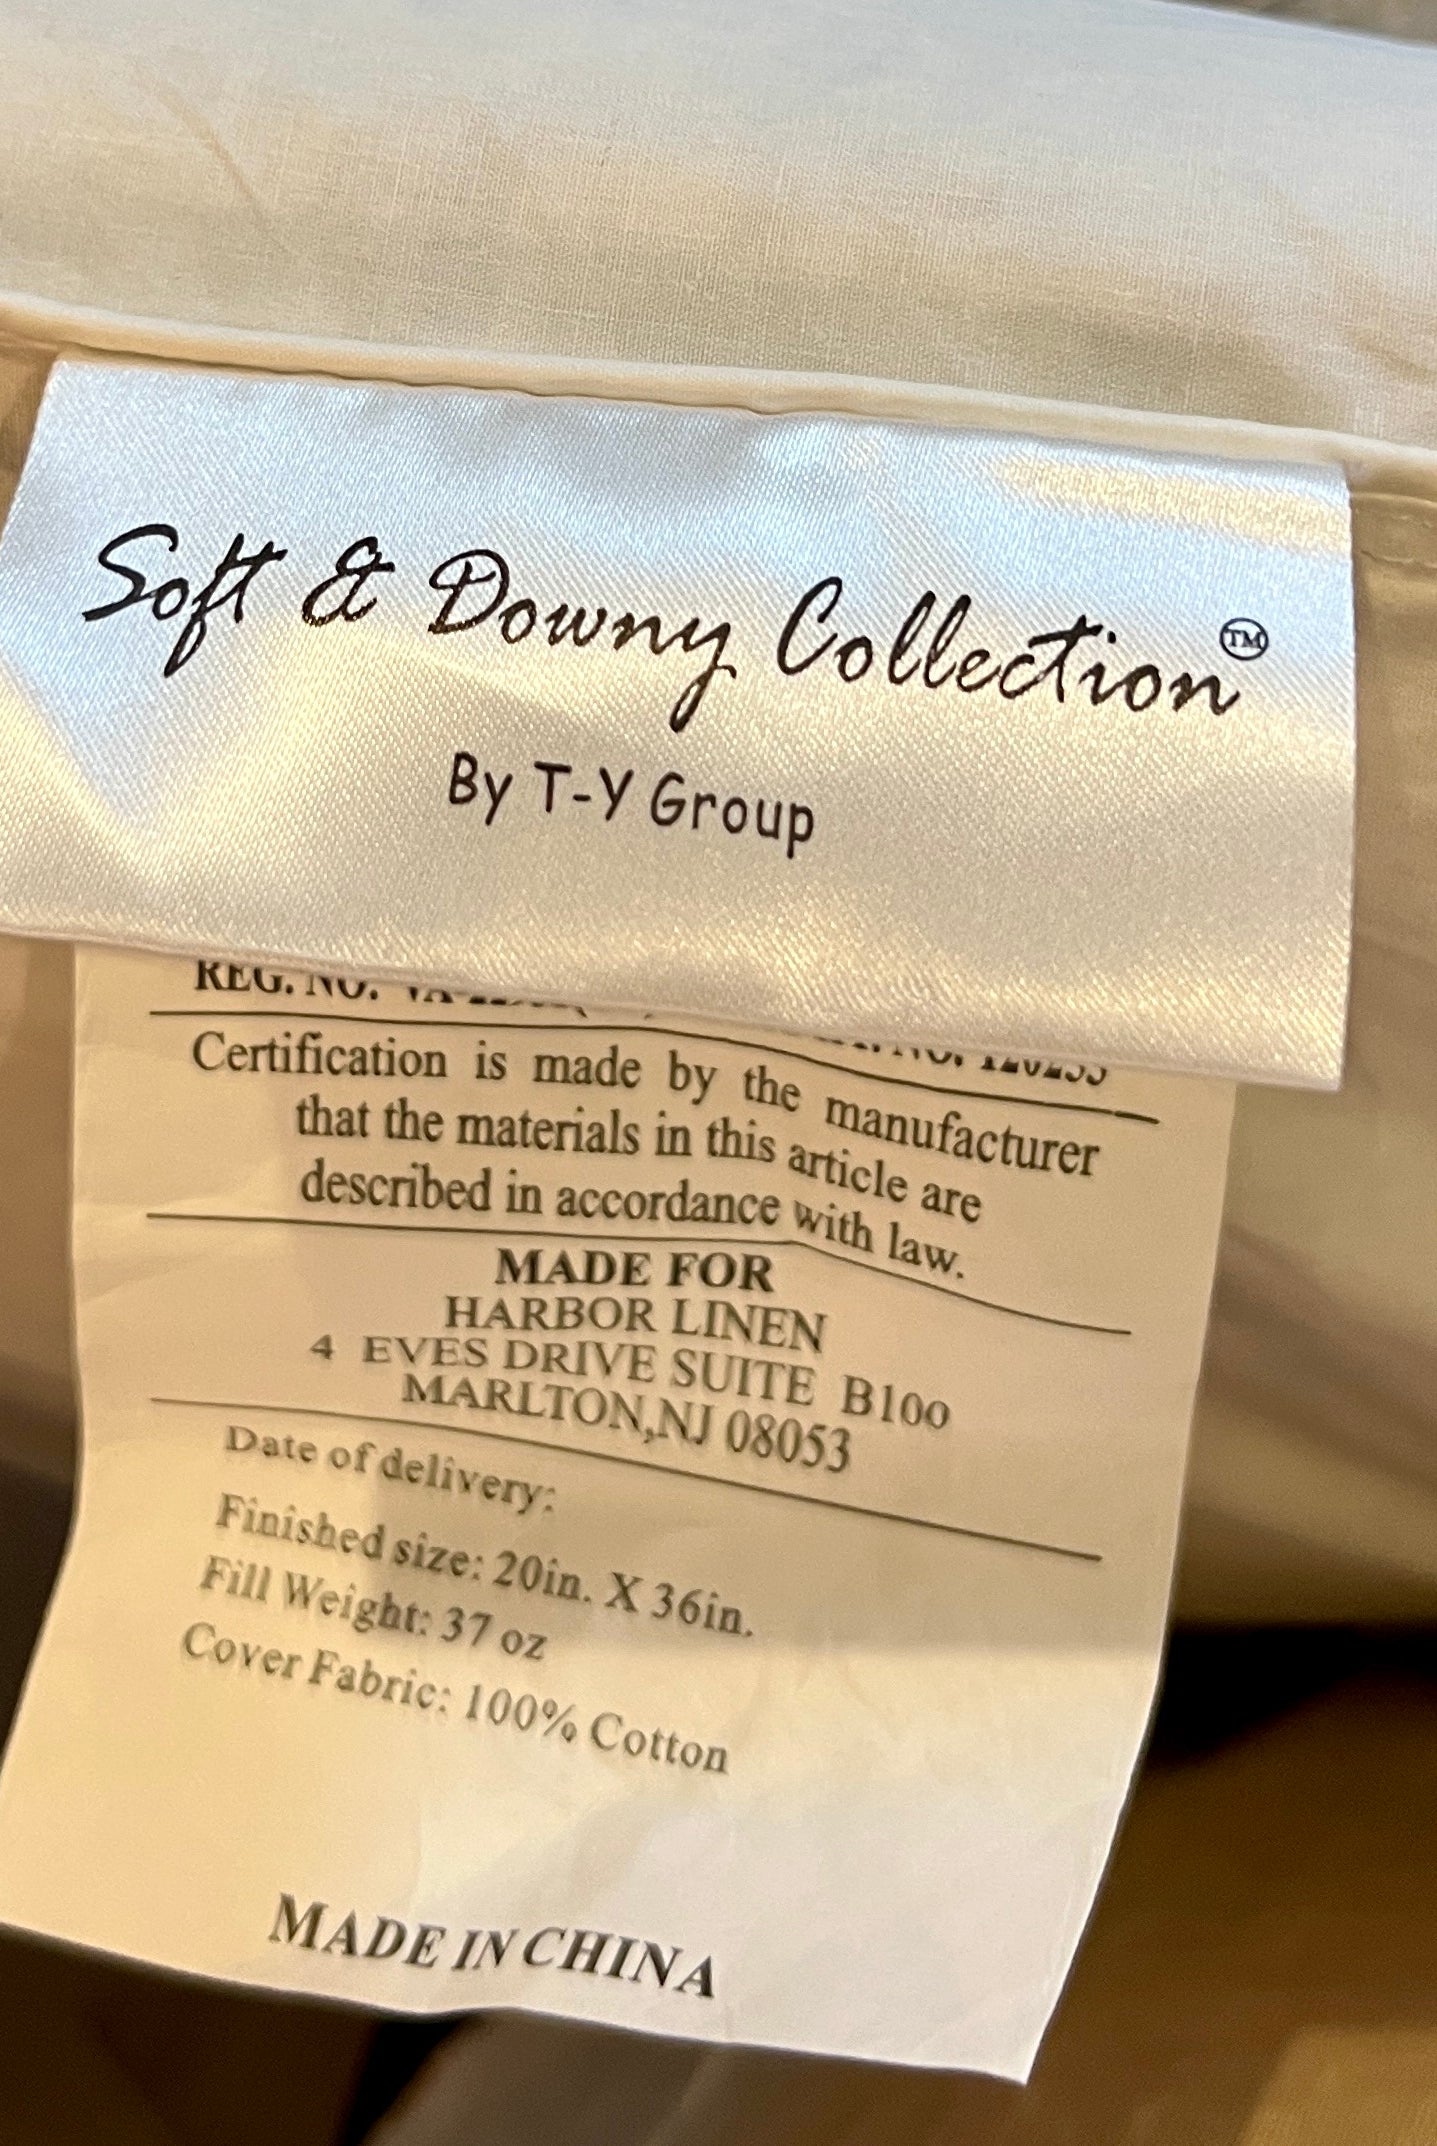 Soft & Downy Collection™
By T-Y Group
REG. NO.
Certification is made by the manufacturer
that the materials in this article are
described in accordance with law.
MADE FOR
HARBOR LINEN
4 EVES DRIVE SUITE B100
MARLTON,NJ 08053
Date of delivery:
Finished size: 20in. X 36in.
Fill Weight: 37 oz
Cover Fabric: 100% Cotton
MADE IN CHINA